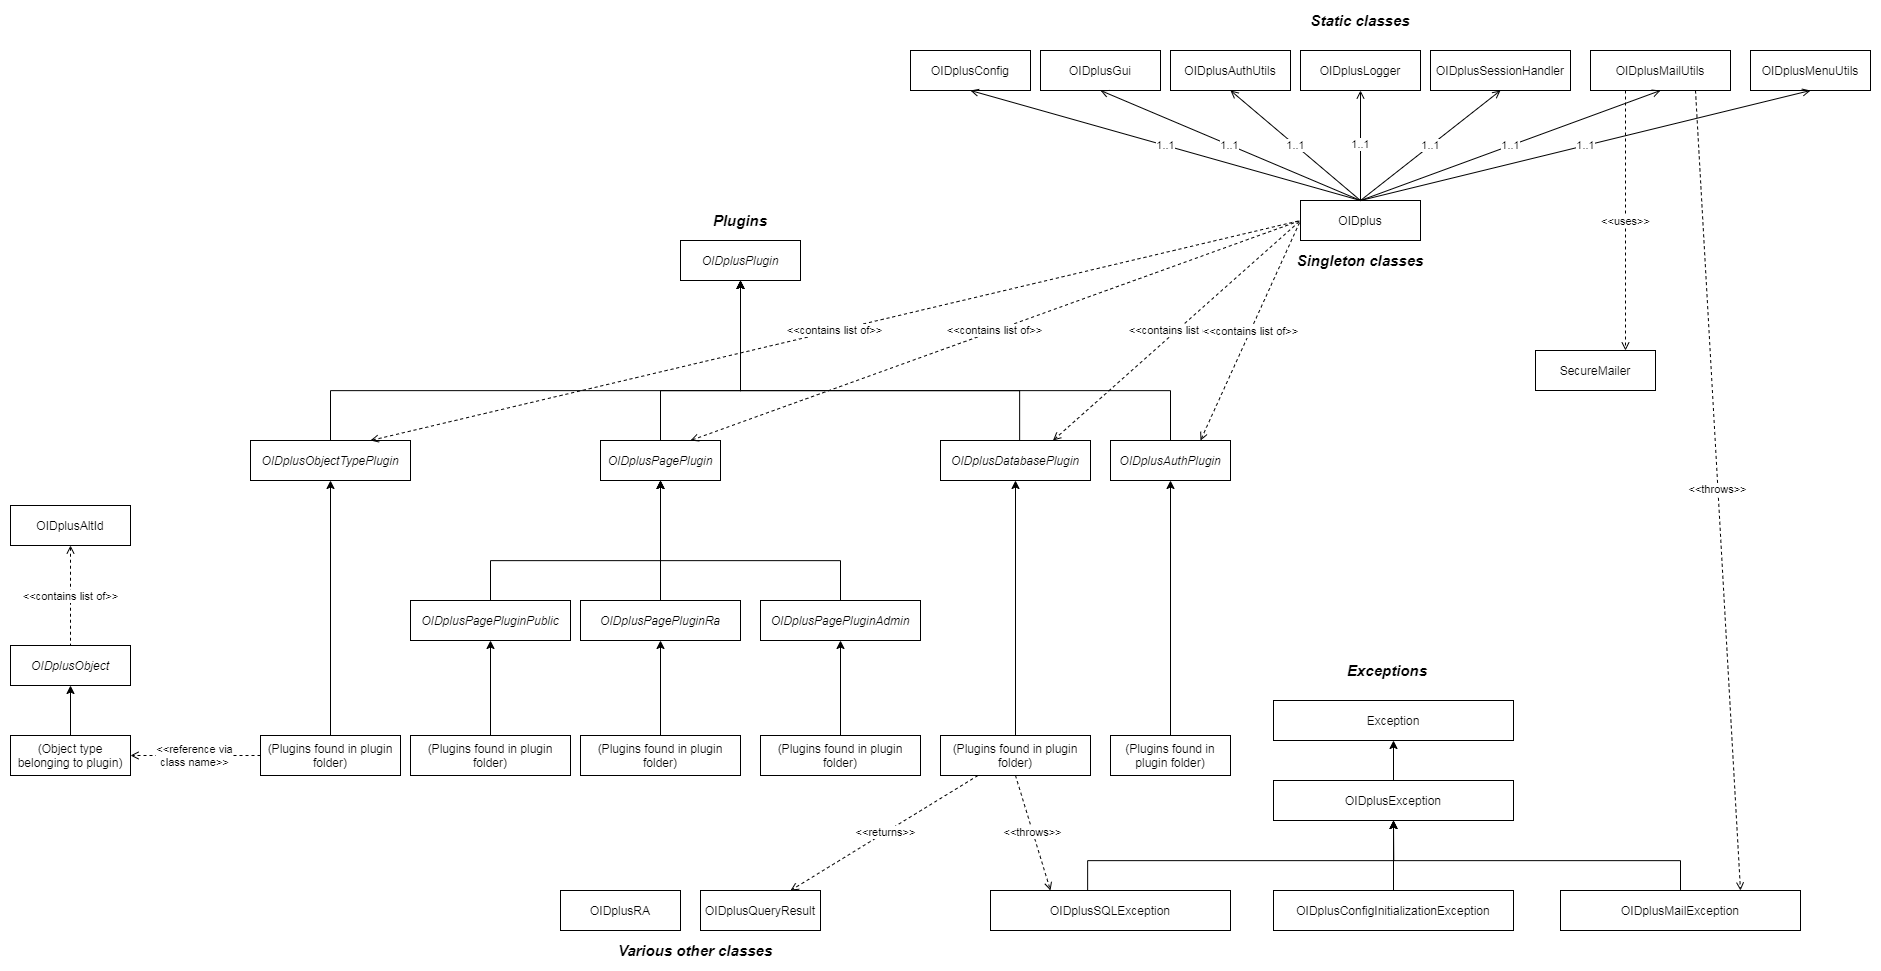 Static classes
OIDplusConfig
OIDplusGui
OIDplusAuthUtils
OIDplusLogger
OIDplusSessionHandler
OIDplusMailUtils
OIDplusMenuUtils
1..1
1..1
1..1
1..1
1..1
1..1
1..1
OIDplus
Singleton classes
<<uses>>
Plugins
OIDplusPlugin
<<contains list of>>
<<contains list of>>
<<contains list
<<contains list of>>
SecureMailer
OIDplusObjectTypePlugin
OIDplusPagePlugin
OIDplusDatabasePlugin
OIDplusAuthPlugin
<<throws>>
OIDplusAltId
<<contains list of>>
OIDplusPagePluginPublic
OIDplusPagePluginRa
OIDplusPagePluginAdmin
OIDplusObject
Exceptions
Exception
(Object type
belonging to plugin)
<<reference via
class name>>
(Plugins found in plugin
folder)
(Plugins found in plugin
folder)
(Plugins found in plugin
folder)
(Plugins found in plugin
folder)
(Plugins found in plugin
folder)
(Plugins found in
plugin folder)
OIDplusException
<<returns>>
<<throws>>
OIDplusRA
OIDplusQueryResult
OIDplusSQLException
OIDplusConfigInitializationException
OIDplusMailException
Various other classes